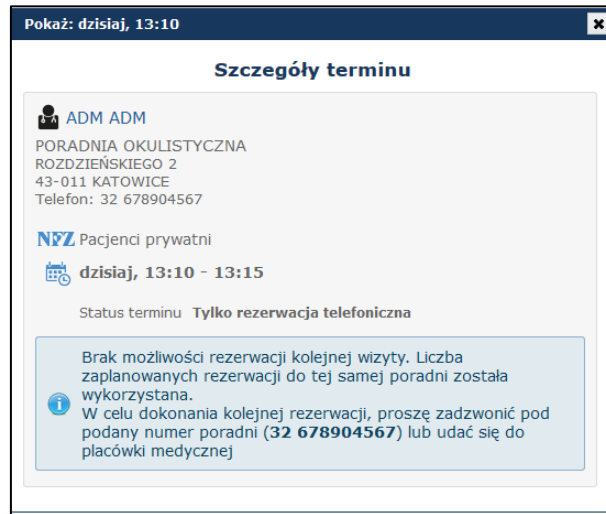 Pokaż: dzisiaj, 13:10
Szczegóły terminu
ADM ADM
PORADNIA OKULISTYCZNA
ROZDZIEŃSKIEGO 2
43-011 KATOWICE
Telefon: 32 678904567
NFZ Pacjenci prywatni
dzisiaj, 13:10 - 13:15
Status terminu Tylko rezerwacja telefoniczna
Brak możliwości rezerwacji kolejnej wizyty. Liczba
zaplanowanych rezerwacji do tej samej poradni została
wykorzystana.
W celu dokonania kolejnej rezerwacji, proszę zadzwonić pod
podany numer poradni (32 678904567) lub udać się do
placówki medycznej